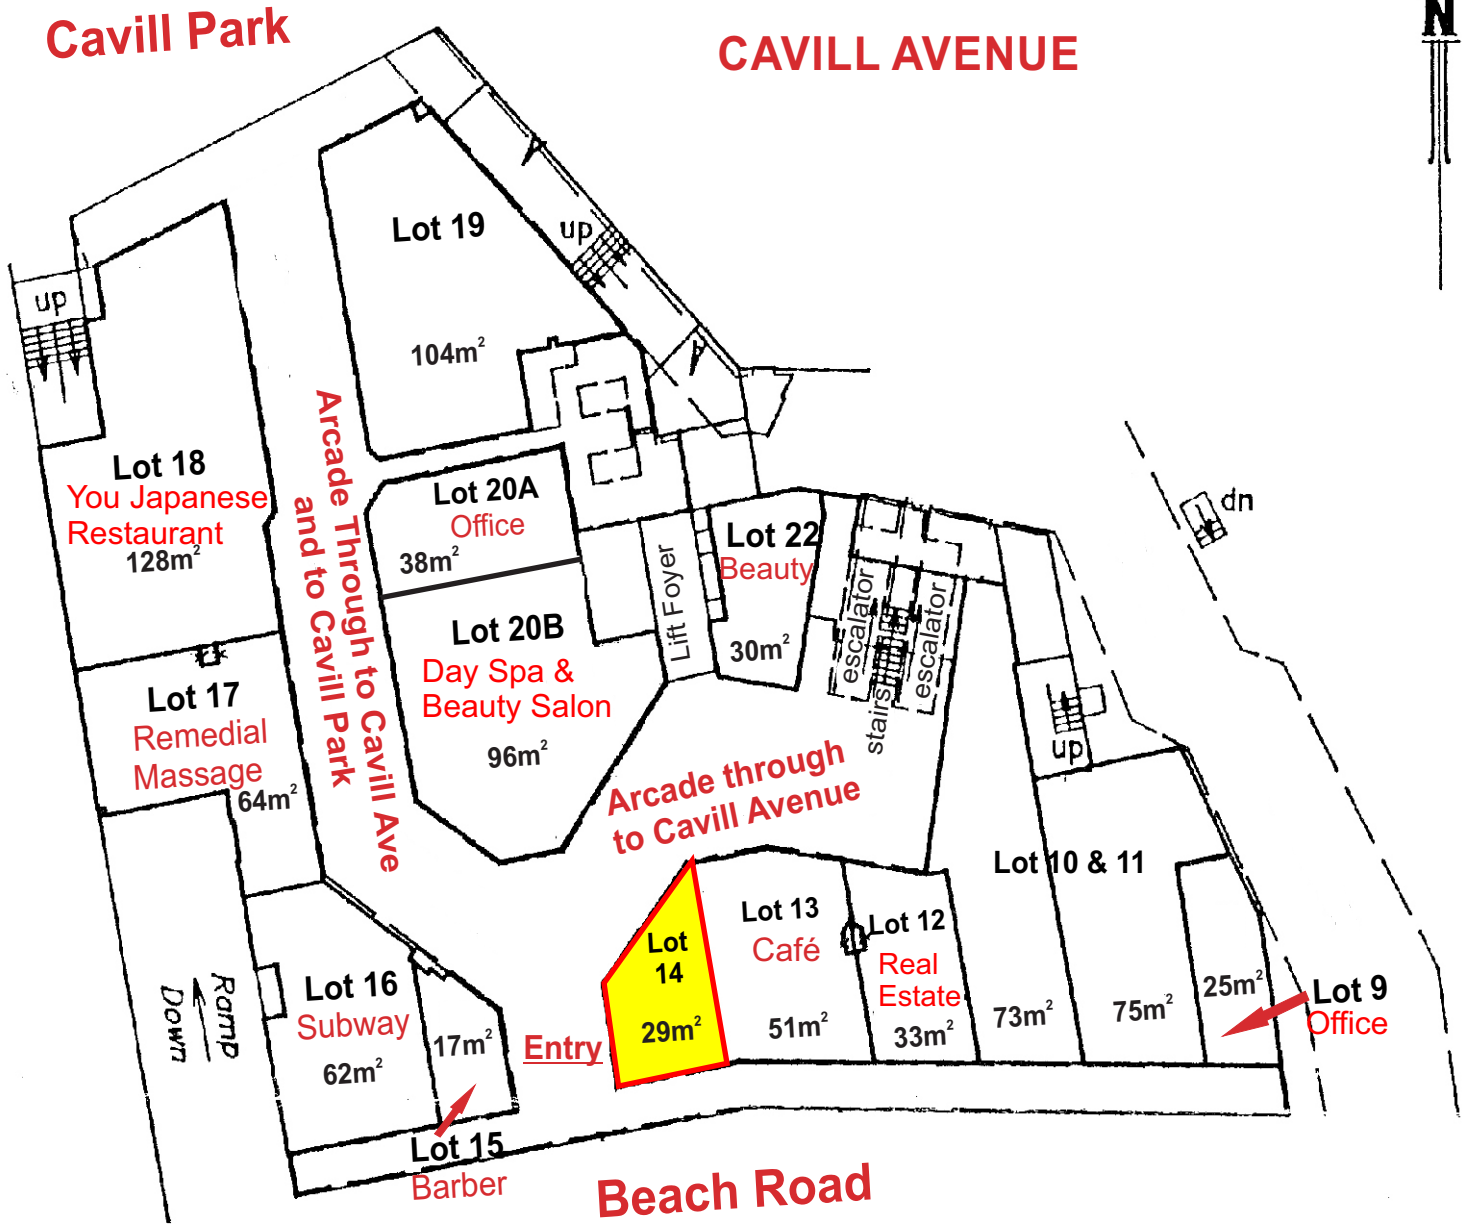 Cavill Park
CAVILL AVENUE
N
Lot 19
104m²
up
up
A
A
Lot 18
You Japanese
Restaurant
128m²
Arcade Through to Cavill Ave
and to Cavill Park
Lot 20A
Office
38m²
Lot 20B
Day Spa &
Beauty Salon
96m²
Lift Foyer
Lot 22
Beauty
30m²
escalator
stairs
escalator
dn
up
Lot 17
Remedial
Massage
64m²
Arcade through
to Cavill Avenue
Lot 10 & 11
73m²
75m²
Lot 14
29m²
Lot 13
Café
51m²
Lot 12
Real
Estate
33m²
25m²
Lot 9
Office
Ramp
Down
Lot 16
Subway
62m²
17m²
Entry
Lot 15
Barber
Beach Road